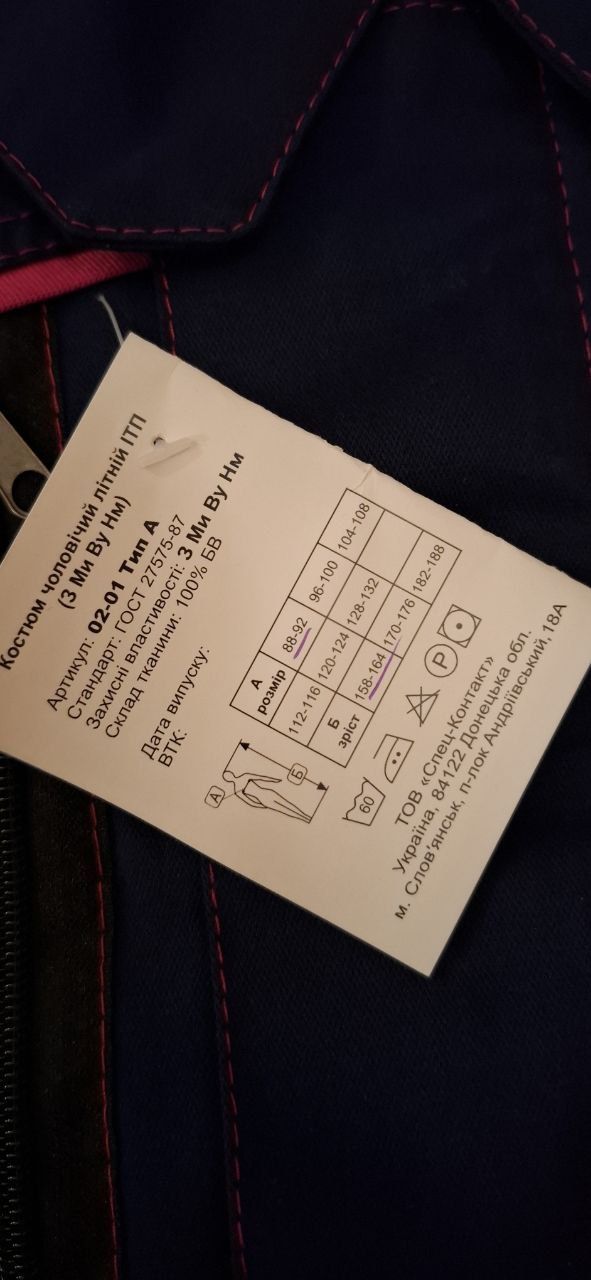 Костюм чоловічий літній ІТП
(З Ми Ву Нм)
Артикул: 02-01 Тип А
Стандарт: ГОСТ 27575-87
Захисні властивості: З Ми Ву Нм
Склад тканини: 100% БВ
Дата випуску:
ВТК:
А
Б
А розмір 88-92 96-100 104-108
112-116 120-124 128-132
Б зріст 158-164 170-176 182-188
60
P
ТОВ «Спец-Контакт»
Україна, 84122 Донецька обл.
м. Слов'янськ, п-лок Андріївський, 18А